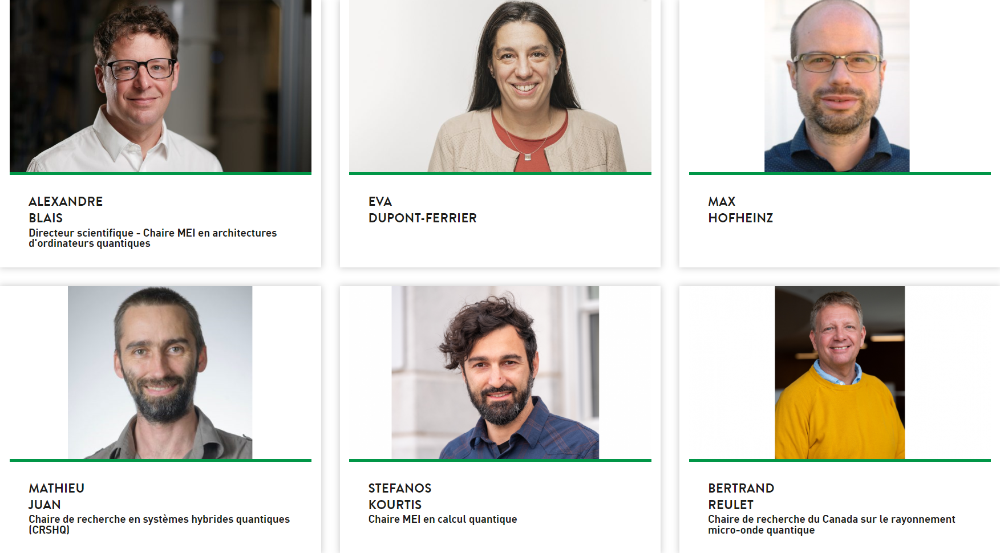 ALEXANDRE
BLAIS
Directeur scientifique - Chaire MEI en architectures
d'ordinateurs quantiques
EVA
DUPONT-FERRIER
MAX
HOFHEINZ
MATHIEU
JUAN
Chaire de recherche en systèmes hybrides quantiques
(CRSHQ)
STEFANOS
KOURTIS
Chaire MEI en calcul quantique
BERTRAND
REULET
Chaire de recherche du Canada sur le rayonnement
micro-onde quantique